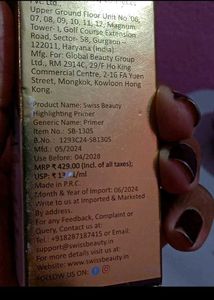 Pvt. Ltd.
Upper Ground Floor Unit No. 06,
07, 08, 09, 10, 11, 12, Magnum
Tower-1, Golf Course Extension
Road, Sector- 58, Gurgaon –
122011, Haryana (India)
Mfg. For: Global Beauty Group
Ltd., RM 2914C, 29/F Ho King
Commercial Centre, 2-16 FA Yuen
Street, Mongkok, Kowloon Hong
Kong.
Product Name: Swiss Beauty
Highlighting Primer
Generic Name: Primer
Item No.: SB-1305
B.No.: 1293C24-SB1305
Mfd.: 05/2024
Use Before: 04/2028
MRP ₹ 429.00 (Incl. of all taxes);
USP: ₹ /ml
Made in P.R.C.
Month & Year of Import: 06/2024
Write to us at Imported & Marketed
By address.
For any Feedback, Complaint or
Query, Contact us at:
Tel: +918287187415 or Email:
support@swissbeauty.in
For more details visit us at:
Website: www.swissbeauty.in
FOLLOW US ON: